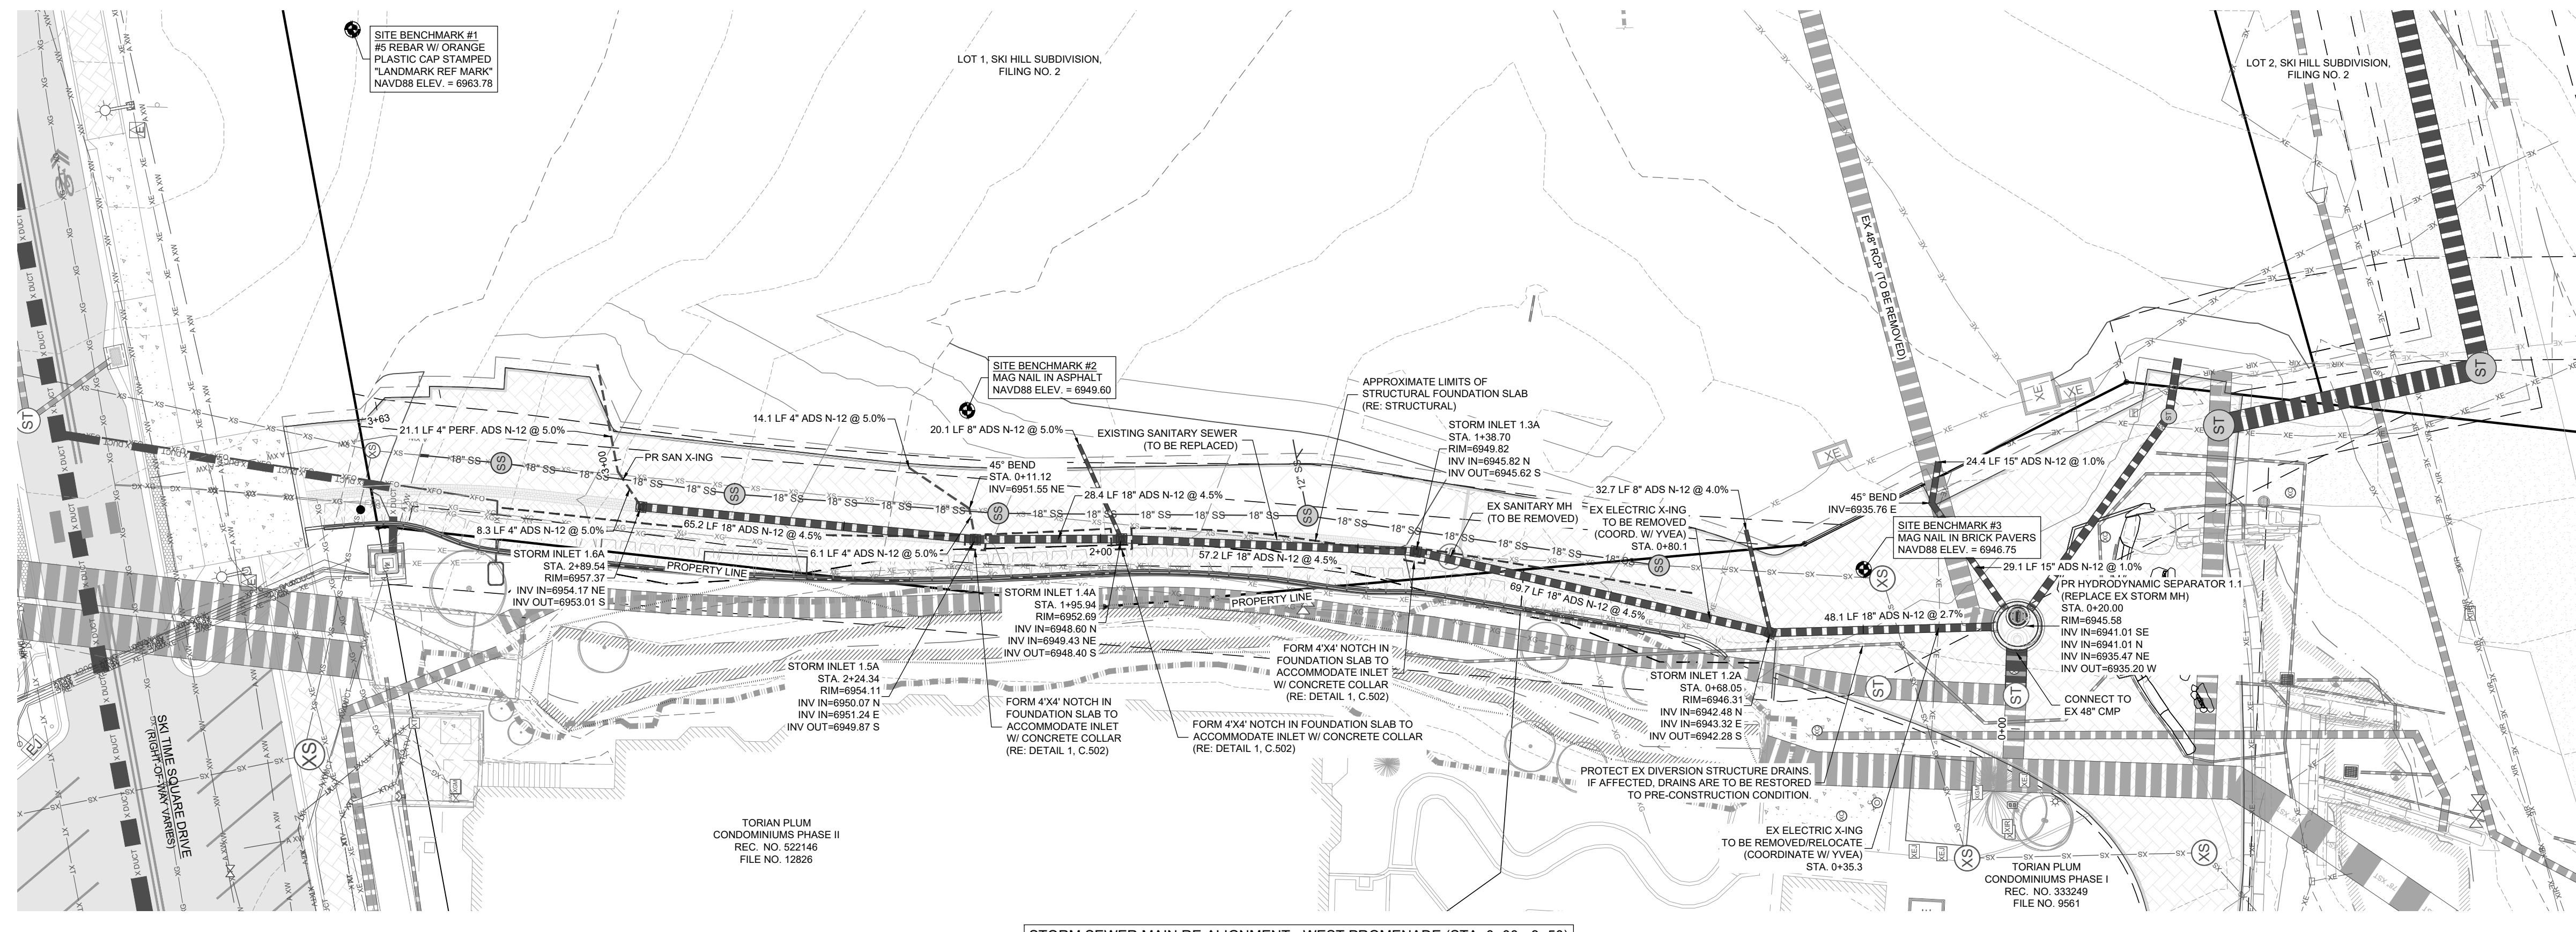 SITE BENCHMARK #1
#5 REBAR W/ ORANGE
PLASTIC CAP STAMPED
"LANDMARK REF MARK"
NAVD88 ELEV. = 6963.78
LOT 1, SKI HILL SUBDIVISION,
FILING NO. 2
LOT 2, SKI HILL SUBDIVISION,
FILING NO. 2
EX 48" RCP (TO BE REMOVED)
SITE BENCHMARK #2
MAG NAIL IN ASPHALT
NAVD88 ELEV. = 6949.60
APPROXIMATE LIMITS OF
STRUCTURAL FOUNDATION SLAB
(RE: STRUCTURAL)
3+63
21.1 LF 4" PERF. ADS N-12 @ 5.0%
14.1 LF 4" ADS N-12 @ 5.0%
20.1 LF 8" ADS N-12 @ 5.0%
EXISTING SANITARY SEWER
(TO BE REPLACED)
STORM INLET 1.3A
STA. 1+38.70
RIM=6949.82
INV IN=6945.82 N
INV OUT=6945.62 S
3+00
PR SAN X-ING
45° BEND
STA. 0+11.12
INV=6951.55 NE
28.4 LF 18" ADS N-12 @ 4.5%
12" SS
18" SS
EX SANITARY MH
(TO BE REMOVED)
32.7 LF 8" ADS N-12 @ 4.0%
EX ELECTRIC X-ING
TO BE REMOVED
(COORD. W/ YVEA)
STA. 0+80.1
24.4 LF 15" ADS N-12 @ 1.0%
45° BEND
INV=6935.76 E
SITE BENCHMARK #3
MAG NAIL IN BRICK PAVERS
NAVD88 ELEV. = 6946.75
8.3 LF 4" ADS N-12 @ 5.0%
65.2 LF 18" ADS N-12 @ 4.5%
6.1 LF 4" ADS N-12 @ 5.0%
2+00
57.2 LF 18" ADS N-12 @ 4.5%
69.7 LF 18" ADS N-12 @ 4.5%
48.1 LF 18" ADS N-12 @ 2.7%
29.1 LF 15" ADS N-12 @ 1.0%
STORM INLET 1.6A
STA. 2+89.54
RIM=6957.37
INV IN=6954.17 NE
INV OUT=6953.01 S
PROPERTY LINE
PROPERTY LINE
PR HYDRODYNAMIC SEPARATOR 1.1
(REPLACE EX STORM MH)
STA. 0+20.00
RIM=6945.58
INV IN=6941.01 SE
INV IN=6941.01 N
INV IN=6935.47 NE
INV OUT=6935.20 W
STORM INLET 1.4A
STA. 1+95.94
RIM=6952.69
INV IN=6948.60 N
INV IN=6949.43 NE
INV OUT=6948.40 S
STORM INLET 1.5A
STA. 2+24.34
RIM=6954.11
INV IN=6950.07 N
INV IN=6951.24 E
INV OUT=6949.87 S
FORM 4'X4' NOTCH IN
FOUNDATION SLAB TO
ACCOMMODATE INLET
W/ CONCRETE COLLAR
(RE: DETAIL 1, C.502)
FORM 4'X4' NOTCH IN
FOUNDATION SLAB TO
ACCOMMODATE INLET
W/ CONCRETE COLLAR
(RE: DETAIL 1, C.502)
FORM 4'X4' NOTCH IN FOUNDATION SLAB TO
ACCOMMODATE INLET W/ CONCRETE COLLAR
(RE: DETAIL 1, C.502)
STORM INLET 1.2A
STA. 0+68.05
RIM=6946.31
INV IN=6942.48 N
INV IN=6943.32 E
INV OUT=6942.28 S
CONNECT TO
EX 48" CMP
0+00
PROTECT EX DIVERSION STRUCTURE DRAINS.
IF AFFECTED, DRAINS ARE TO BE RESTORED
TO PRE-CONSTRUCTION CONDITION.
EX ELECTRIC X-ING
TO BE REMOVED/RELOCATE
(COORDINATE W/ YVEA)
STA. 0+35.3
SKI TIME SQUARE DRIVE
(RIGHT-OF-WAY VARIES)
TORIAN PLUM
CONDOMINIUMS PHASE II
REC. NO. 522146
FILE NO. 12826
TORIAN PLUM
CONDOMINIUMS PHASE I
REC. NO. 333249
FILE NO. 9561